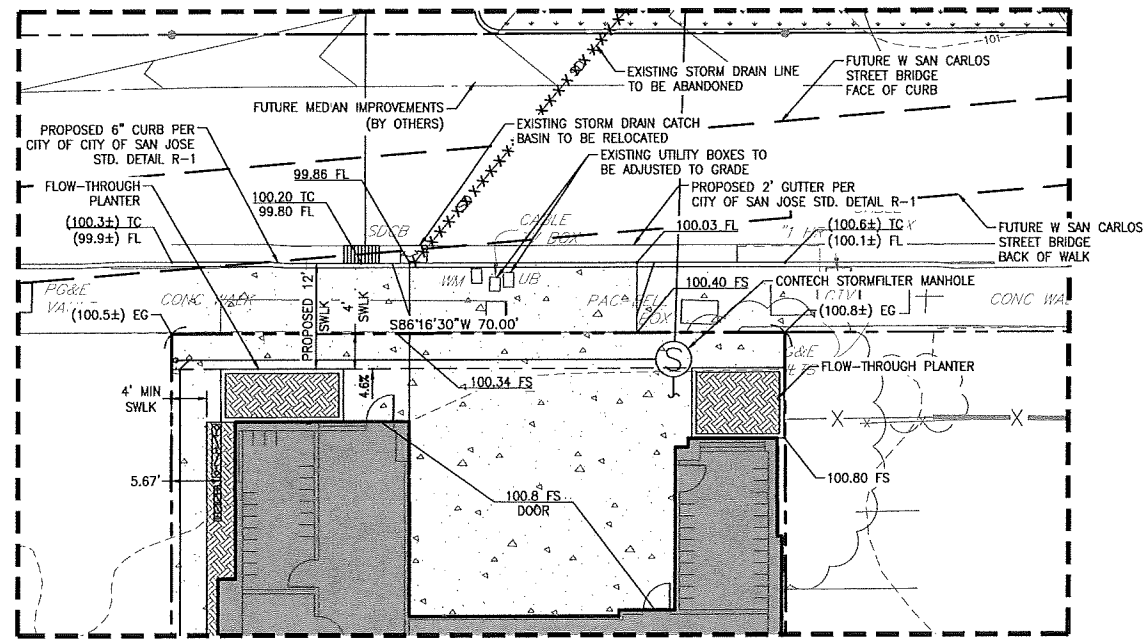 101
EXISTING STORM DRAIN LINE
TO BE ABANDONED
FUTURE W SAN CARLOS
STREET BRIDGE
FACE OF CURB
FUTURE MEDIAN IMPROVEMENTS
(BY OTHERS)
PROPOSED 6" CURB PER
CITY OF CITY OF SAN JOSE
STD. DETAIL R-1
EXISTING STORM DRAIN CATCH
BASIN TO BE RELOCATED
EXISTING UTILITY BOXES TO
BE ADJUSTED TO GRADE
FLOW-THROUGH
PLANTER
99.86 FL
100.20 TC
99.80 FL
PROPOSED 2' GUTTER PER
CITY OF SAN JOSE STD. DETAIL R-1
(100.3±) TC
(99.9±) FL
SDCB
CABLE
BOX
100.03 FL
(100.6±) TC
(100.1±) FL
FUTURE W SAN CARLOS
STREET BRIDGE
BACK OF WALK
WM
UB
PG&E
CONC WALK
100.40 FS
CONTECH STORMFILTER MANHOLE
(100.5±) EG
PROPOSED 12'
SWLK
4'
SWLK
S86°16'30"W 70.00'
(100.8±) EG
S
FLOW-THROUGH PLANTER
4' MIN
SWLK
4.6%
100.34 FS
X
X
5.67'
100.8 FS
DOOR
100.80 FS